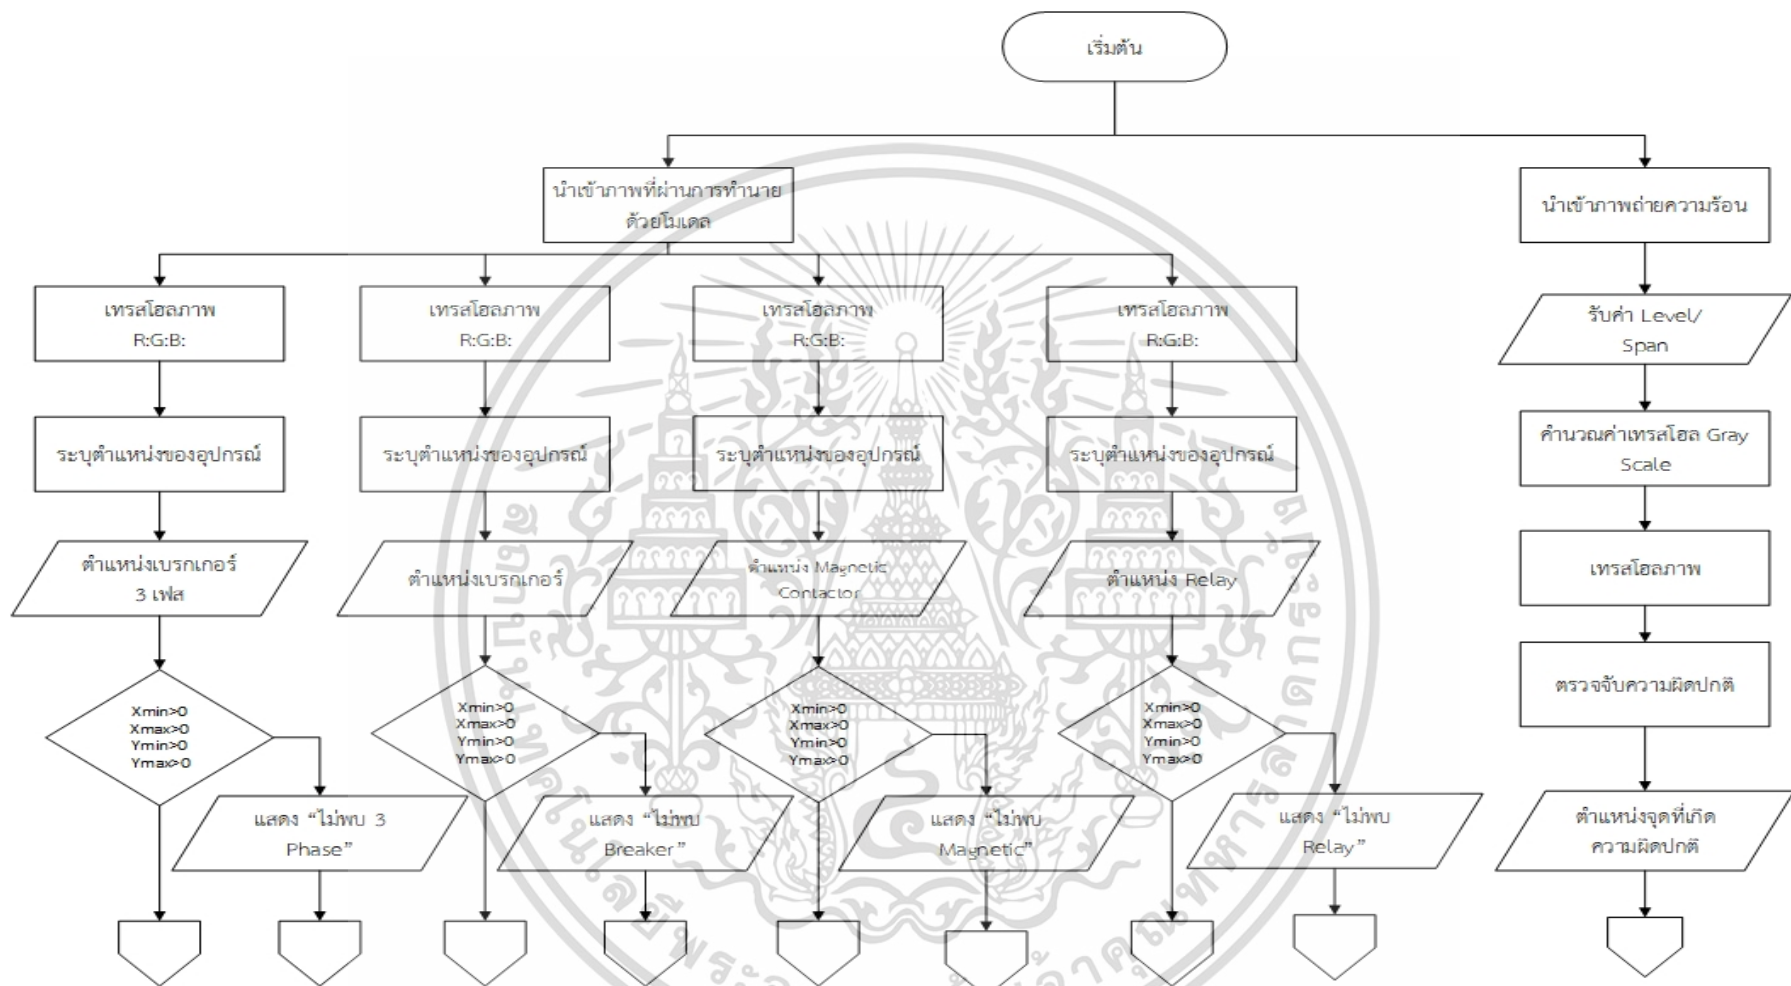 เริ่มต้น
นำเข้าภาพที่ผ่านการทำนาย
ด้วยโมเดล
นำเข้าภาพถ่ายความร้อน
เทรสโฮลภาพ
R:G:B:
เทรสโฮลภาพ
R:G:B:
เทรสโฮลภาพ
R:G:B:
เทรสโฮลภาพ
R:G:B:
รับค่า Level/
Span
ระบุตำแหน่งของอุปกรณ์
ระบุตำแหน่งของอุปกรณ์
ระบุตำแหน่งของอุปกรณ์
ระบุตำแหน่งของอุปกรณ์
คำนวณค่าเทรสโฮล Gray
Scale
ตำแหน่งเบรกเกอร์
3 เฟส
ตำแหน่งเบรกเกอร์
ตำแหน่ง Magnetic
Contactor
ตำแหน่ง Relay
เทรสโฮลภาพ
Xmin>0
Xmax>0
Ymin>0
Ymax>0
Xmin>0
Xmax>0
Ymin>0
Ymax>0
Xmin>0
Xmax>0
Ymin>0
Ymax>0
Xmin>0
Xmax>0
Ymin>0
Ymax>0
ตรวจจับความผิดปกติ
แสดง “ไม่พบ 3
Phase”
แสดง “ไม่พบ
Breaker”
แสดง “ไม่พบ
Magnetic”
แสดง “ไม่พบ
Relay”
ตำแหน่งจุดที่เกิด
ความผิดปกติ